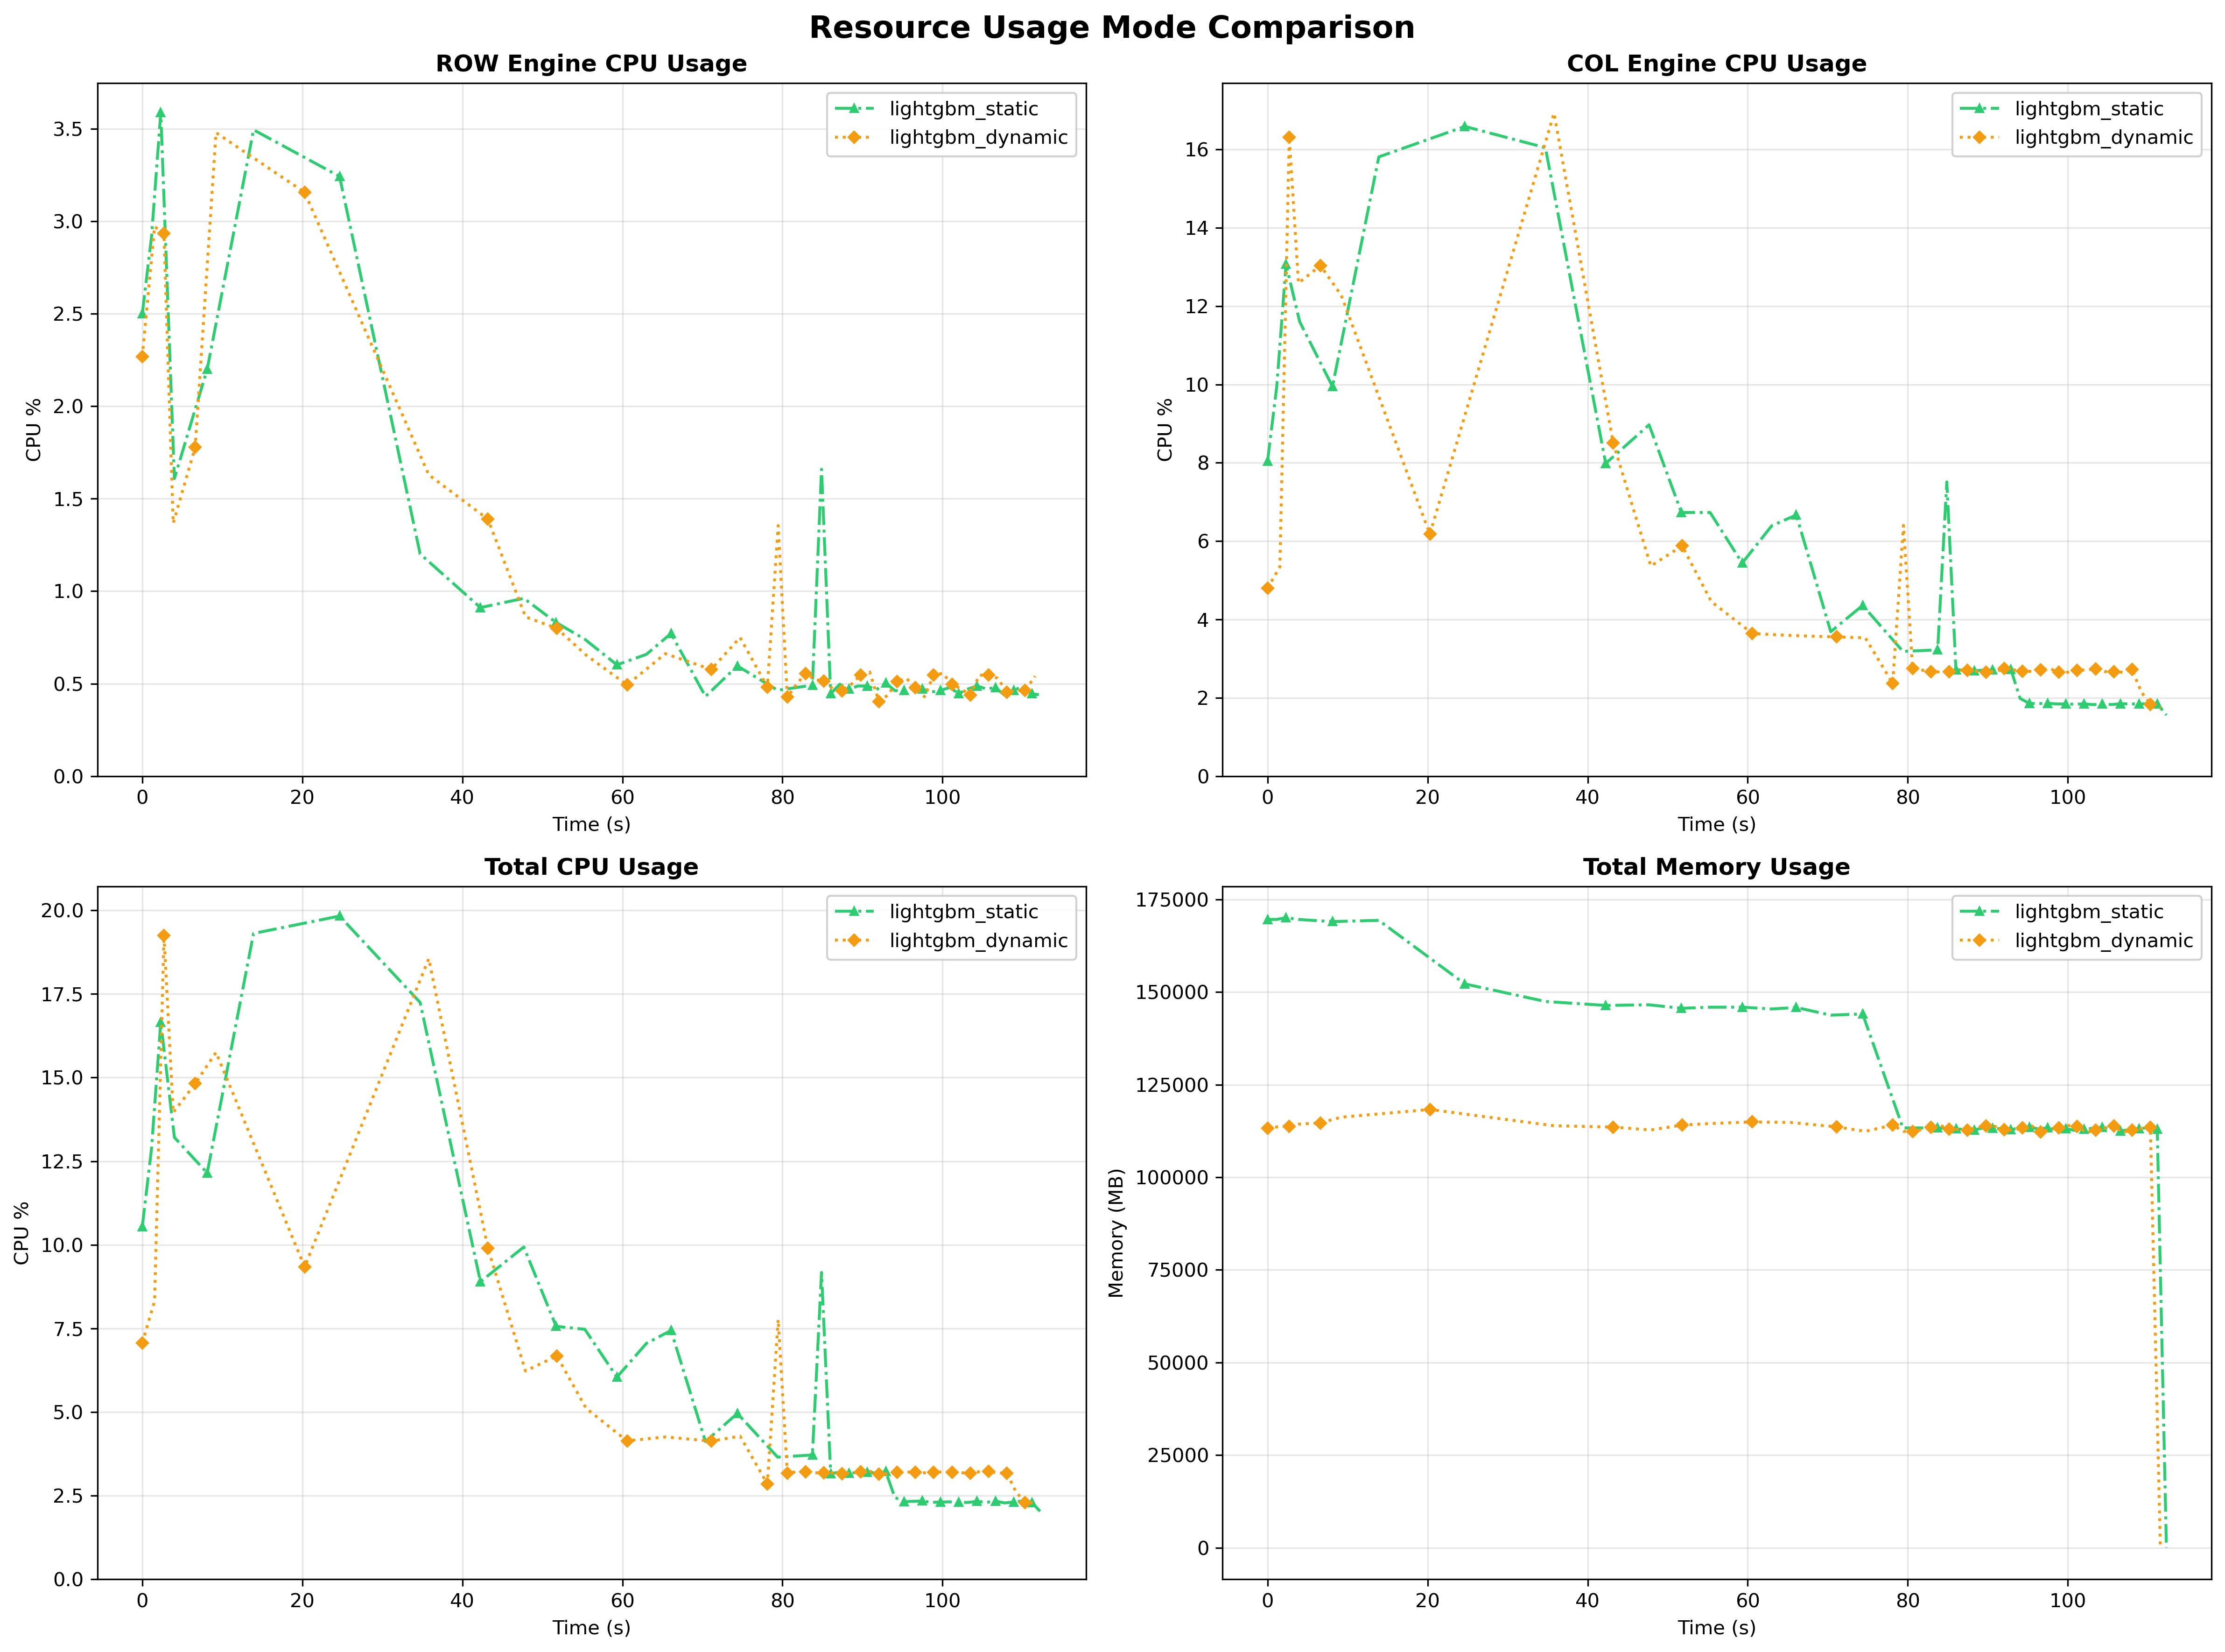 Resource Usage Mode Comparison
ROW Engine CPU Usage
CPU %
3.5
3.0
2.5
2.0
1.5
1.0
0.5
0.0
lightgbm_static
lightgbm_dynamic
0 20 40 60 80 100
Time (s)
COL Engine CPU Usage
CPU %
16
14
12
10
8
6
4
2
0
lightgbm_static
lightgbm_dynamic
0 20 40 60 80 100
Time (s)
Total CPU Usage
CPU %
20.0
17.5
15.0
12.5
10.0
7.5
5.0
2.5
0.0
lightgbm_static
lightgbm_dynamic
0 20 40 60 80 100
Time (s)
Total Memory Usage
Memory (MB)
175000
150000
125000
100000
75000
50000
25000
0
lightgbm_static
lightgbm_dynamic
0 20 40 60 80 100
Time (s)